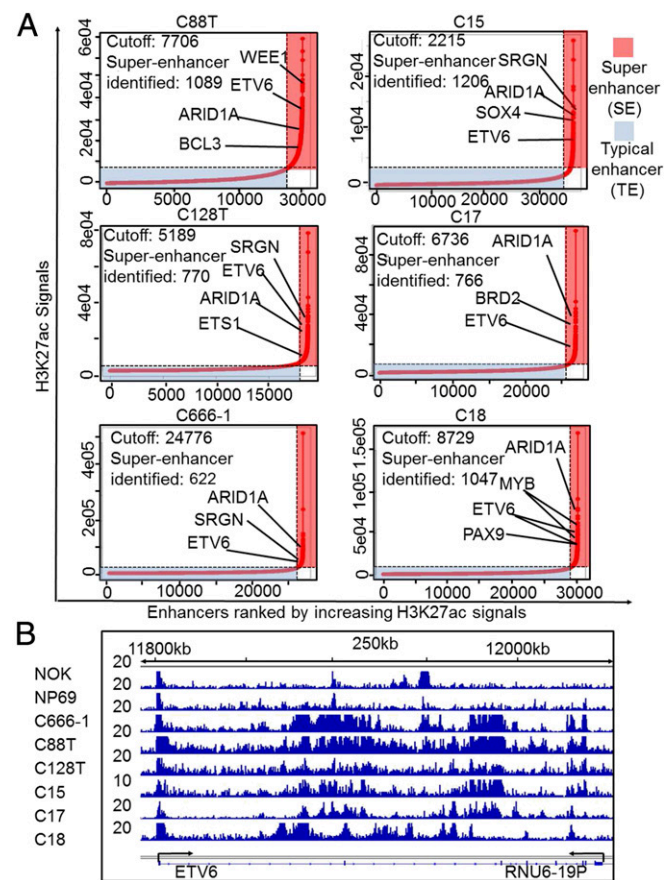 A
C88T
Cutoff: 7706
Super-enhancer
identified: 1089
WEE1
ETV6
ARID1A
BCL3
0 2e04 4e04 6e04
0 5000 10000 20000 30000
C15
Cutoff: 2215
Super-enhancer
identified: 1206
SRGN
ARID1A
SOX4
ETV6
0 1e04 2e04
0 10000 20000 30000
Super
enhancer
(SE)
Typical
enhancer
(TE)
C128T
Cutoff: 5189
Super-enhancer
identified: 770
SRGN
ETV6
ARID1A
ETS1
0 4e04 8e04
0 5000 10000 15000
C17
Cutoff: 6736
Super-enhancer
identified: 766
ARID1A
BRD2
ETV6
0 4e04 8e04
0 10000 20000
C666-1
Cutoff: 24776
Super-enhancer
identified: 622
ARID1A
SRGN
ETV6
0 2e05 4e05
0 10000 20000
C18
Cutoff: 8729
Super-enhancer
identified: 1047
ARID1A
MYB
ETV6
PAX9
0 5e04 1e05 1.5e05
0 10000 20000 30000
H3K27ac Signals
Enhancers ranked by increasing H3K27ac signals
B
11800kb 250kb 12000kb
NOK 20
NP69 20
C666-1 20
C88T 20
C128T 20
C15 10
C17 20
C18 20
ETV6 RNU6-19P